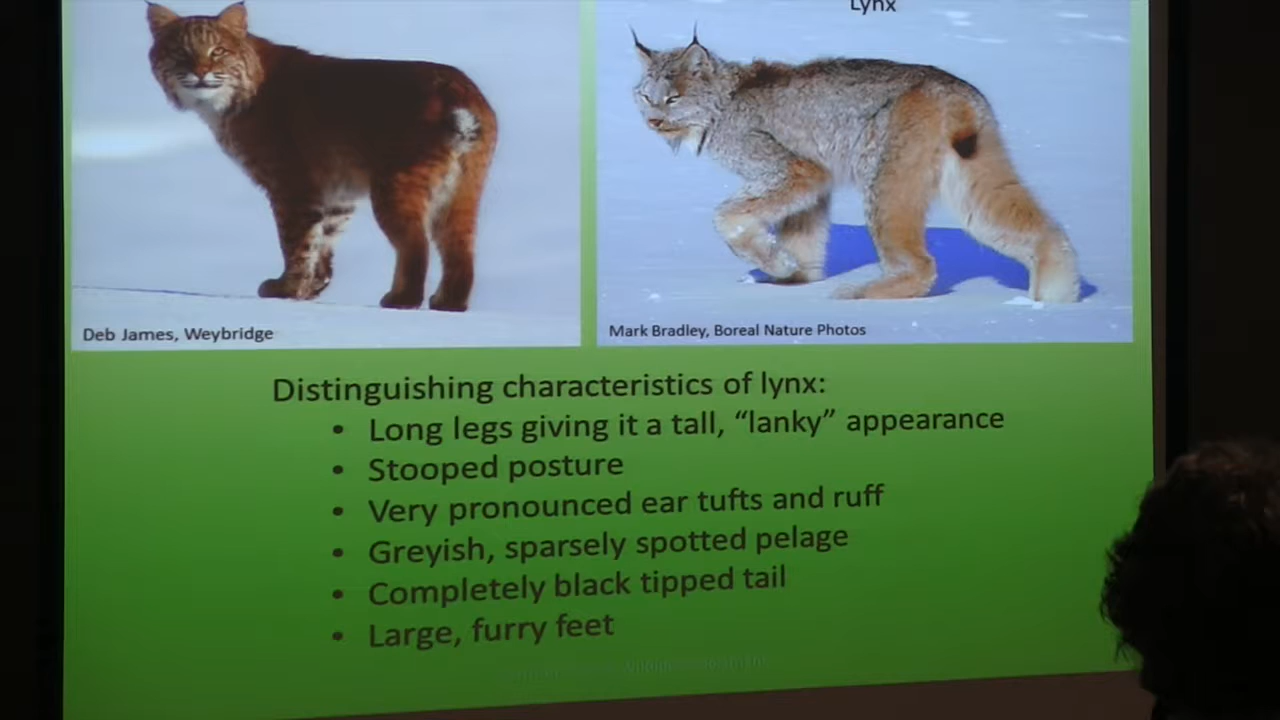 Lynx
Deb James, Weybridge
Mark Bradley, Boreal Nature Photos
Distinguishing characteristics of lynx:
• Long legs giving it a tall, “lanky” appearance
• Stooped posture
• Very pronounced ear tufts and ruff
• Greyish, sparsely spotted pelage
• Completely black tipped tail
• Large, furry feet